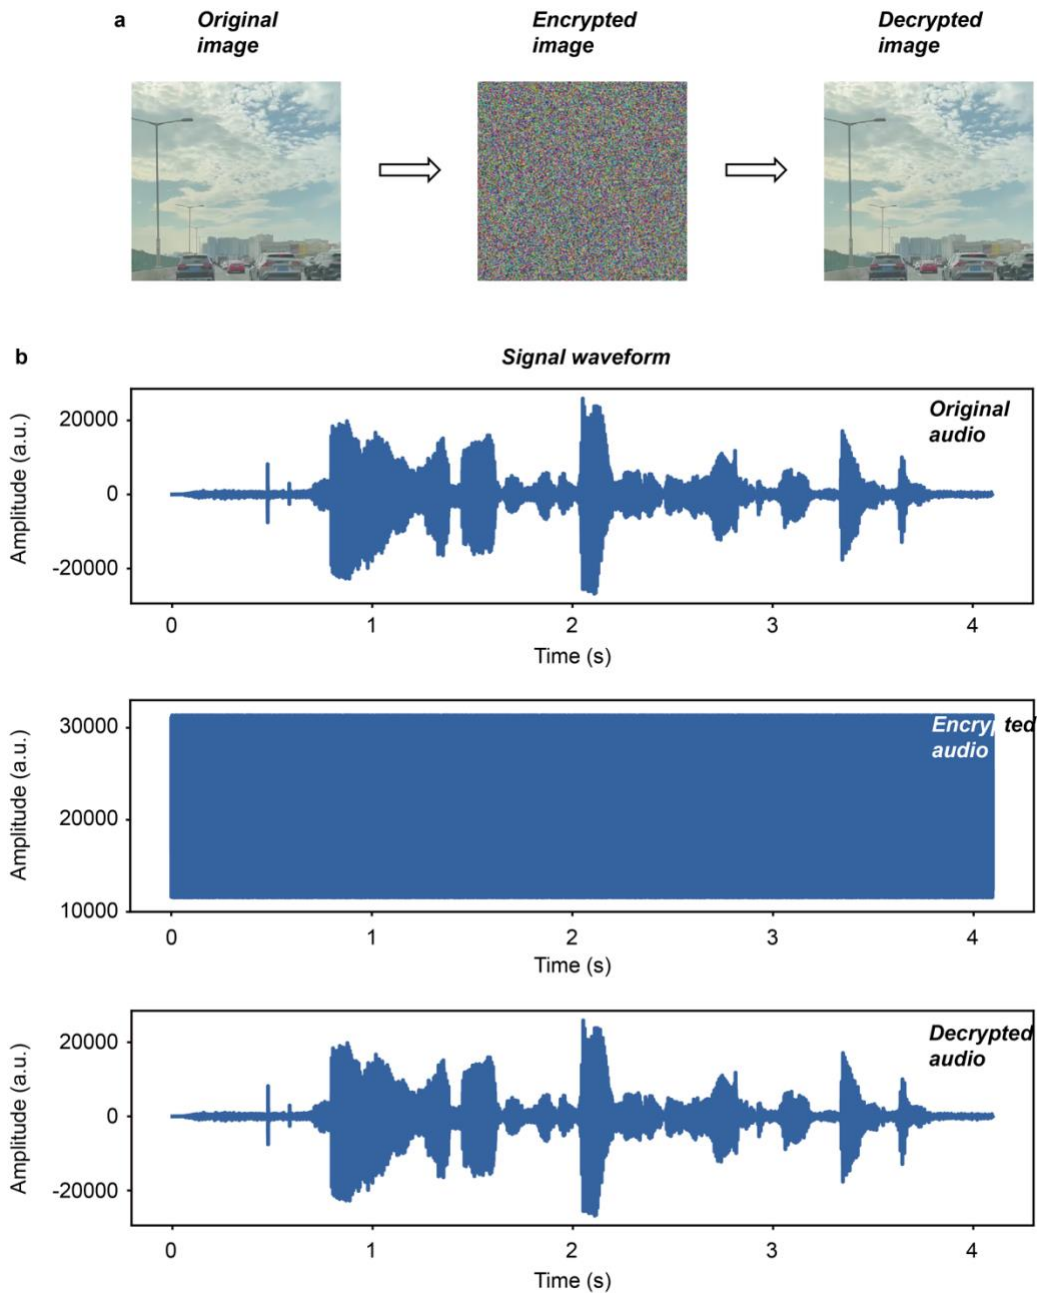 a
Original
image
Encrypted
image
Decrypted
image
b
Signal waveform
Original
audio
Amplitude (a.u.)
20000
0
-20000
0 1 2 3 4
Time (s)
Encrypted
audio
Amplitude (a.u.)
30000
20000
10000
0 1 2 3 4
Time (s)
Decrypted
audio
Amplitude (a.u.)
20000
0
-20000
0 1 2 3 4
Time (s)